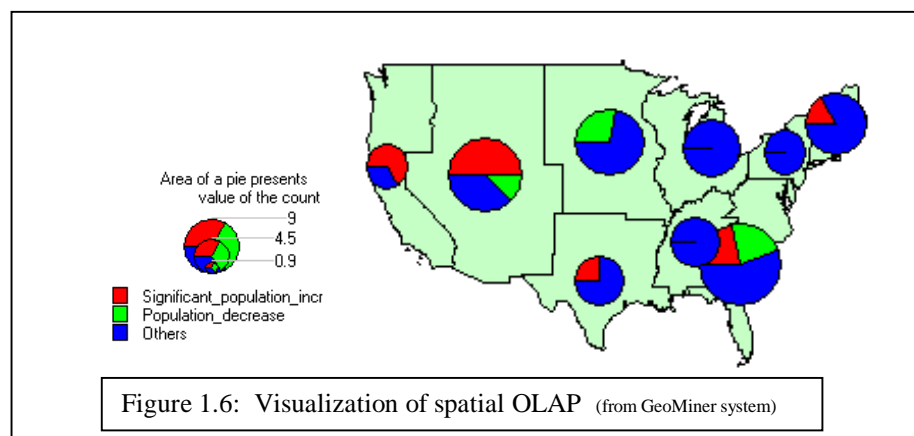 Area of a pie presents
value of the count
9
4.5
0.9
Significant_population_incr
Population_decrease
Others
Figure 1.6: Visualization of spatial OLAP (from GeoMiner system)